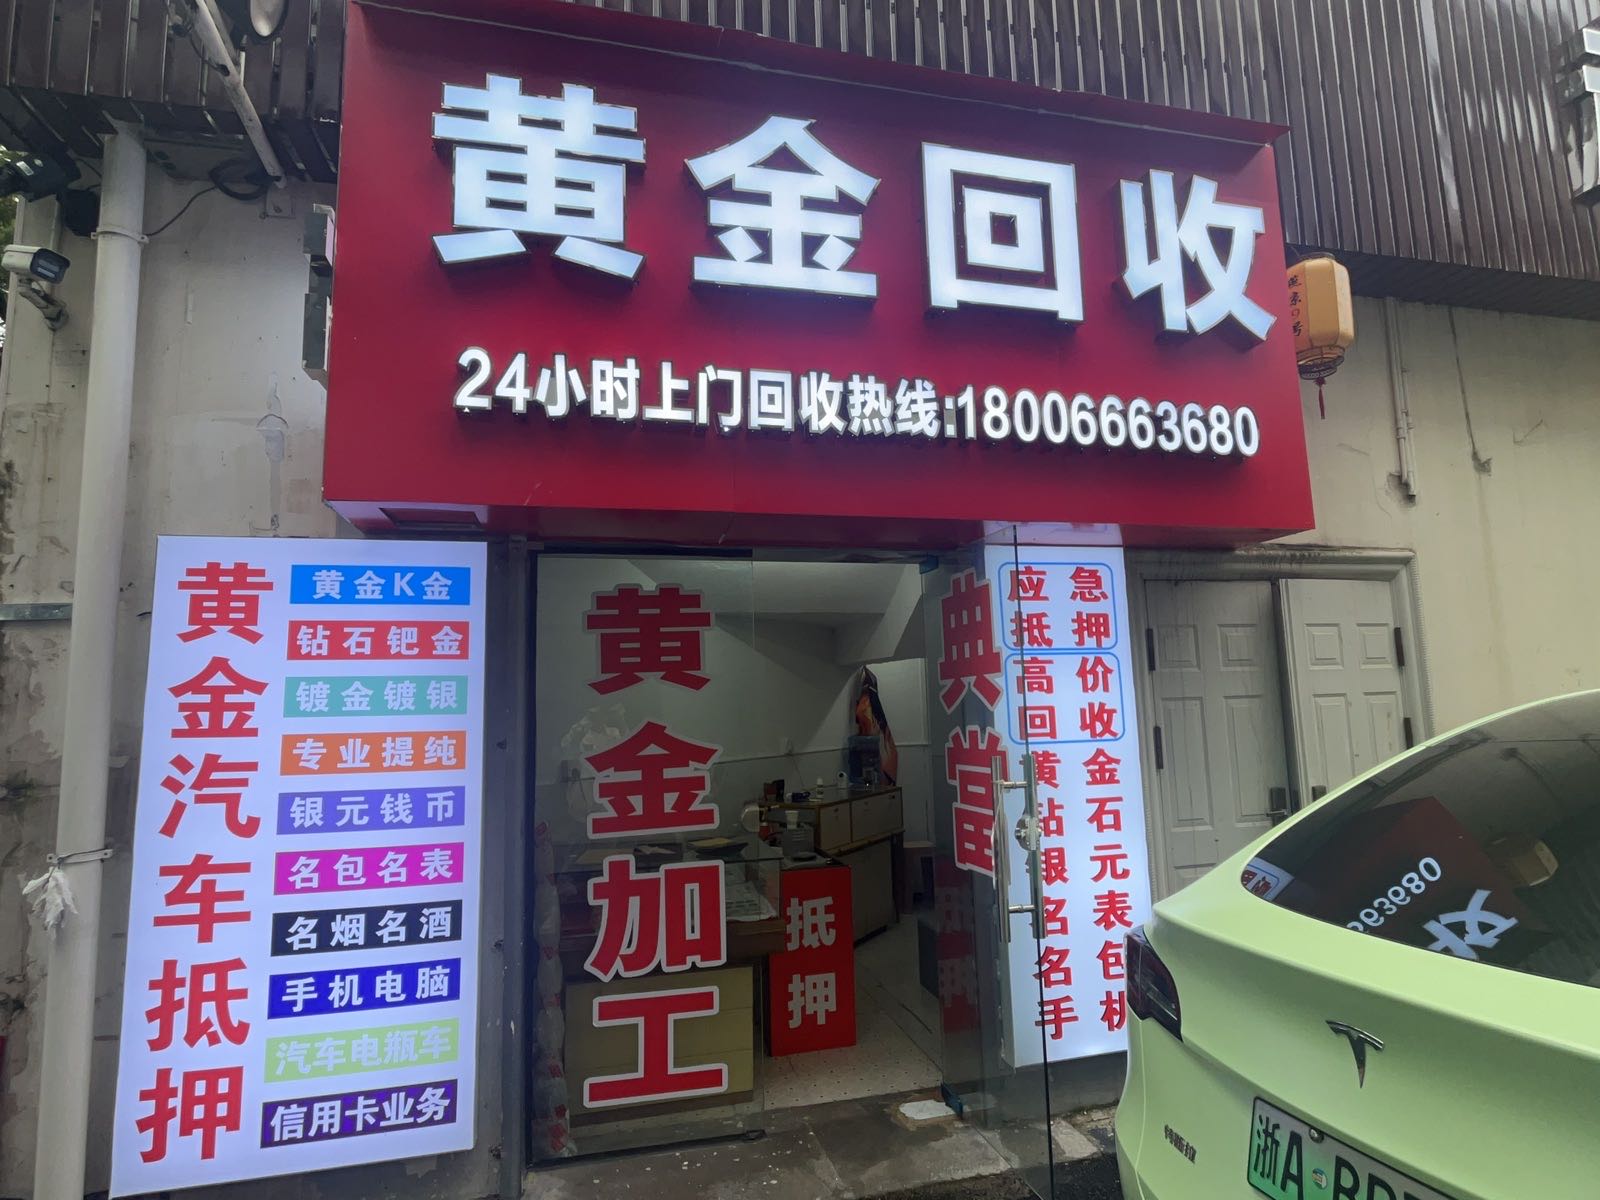 黄金回收
24小时上门回收热线:18006663680
黄金汽车抵押
黄金K金
钻石钯金
镀金镀银
专业提纯
银元钱币
名包名表
名烟名酒
手机电脑
汽车电瓶车
信用卡业务
黄金加工
抵押
典當
应急
抵押
高价
回收
黄金
钻石
银元
名表
名包
手机
浙A